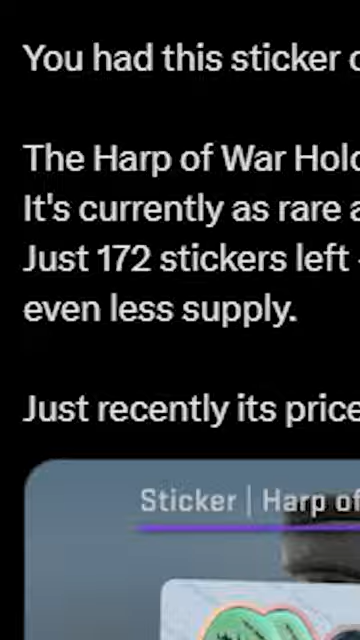 You had this sticker
The Harp of War
It's currently as rare
Just 172 stickers left
even less supply.
Just recently its price
Sticker | Harp of